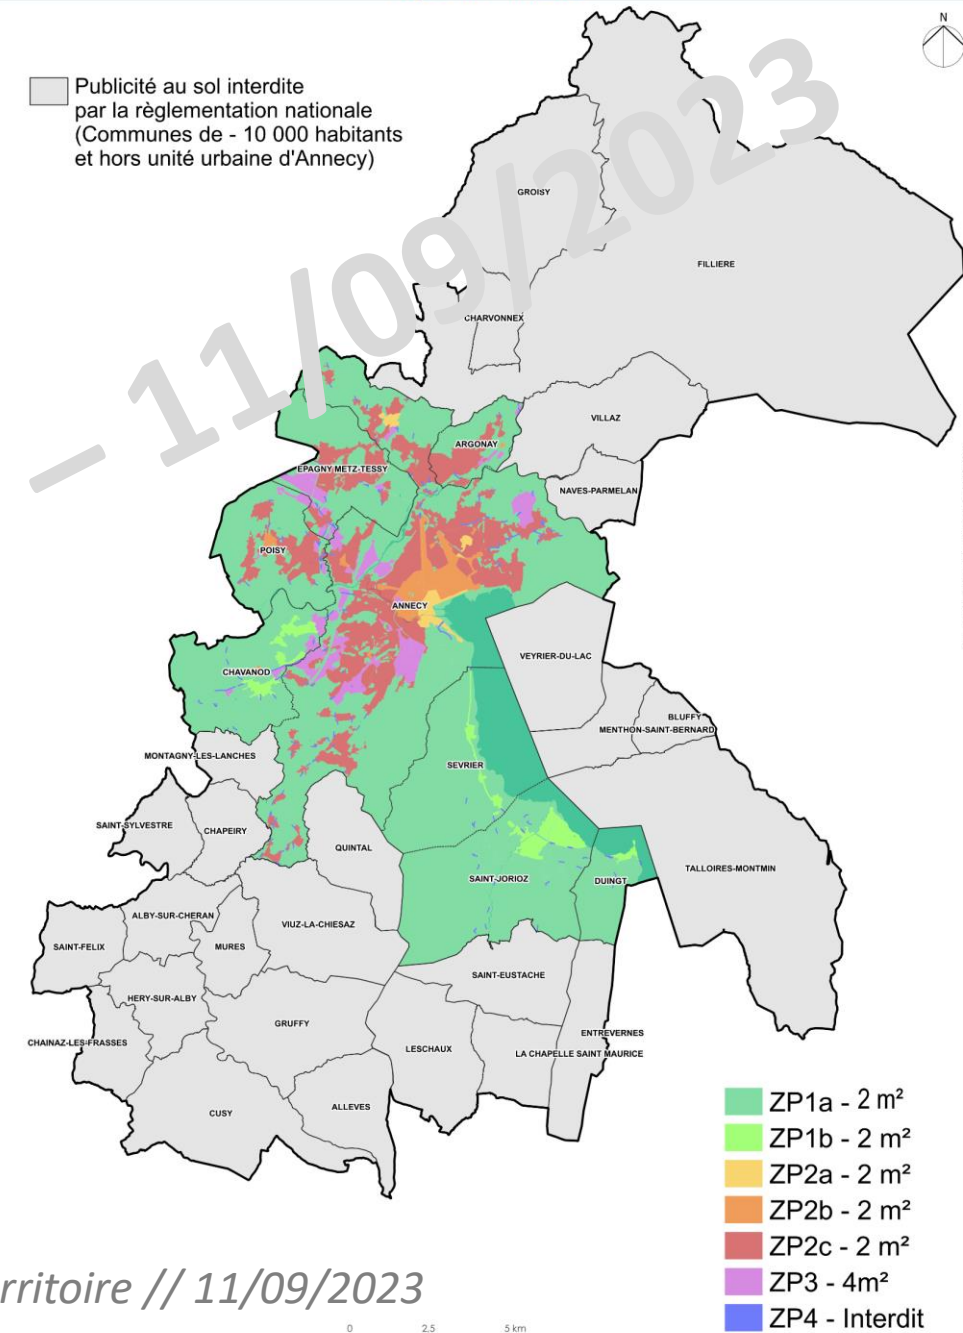 N
Publicité au sol interdite
par la règlementation nationale
(Communes de - 10 000 habitants
et hors unité urbaine d'Annecy)
– 11/09/2023
GROISY
FILLIERE
CHARVONNEX
VILLAZ
ARGONAY
EPAGNY METZ-TESSY
NAVES-PARMELAN
POISY
ANNECY
VEYRIER-DU-LAC
CHAVANOD
BLUFFY
MENTHON-SAINT-BERNARD
MONTAGNY-LES-LANCHES
SEVRIER
SAINT-SYLVESTRE
CHAPEIRY
QUINTAL
TALLOIRES-MONTMIN
SAINT-JORIOZ
DUINGT
ALBY-SUR-CHERAN
VIUZ-LA-CHIESAZ
SAINT-FELIX
MURES
SAINT-EUSTACHE
HERY-SUR-ALBY
GRUFFY
ENTREVERNES
CHAINAZ-LES-FRASSES
LESCHAUX
LA CHAPELLE SAINT MAURICE
CUSY
ALLEVES
ZP1a - 2 m²
ZP1b - 2 m²
ZP2a - 2 m²
ZP2b - 2 m²
ZP2c - 2 m²
ZP3 - 4m²
ZP4 - Interdit
rritoire // 11/09/2023
0 2,5 5 km